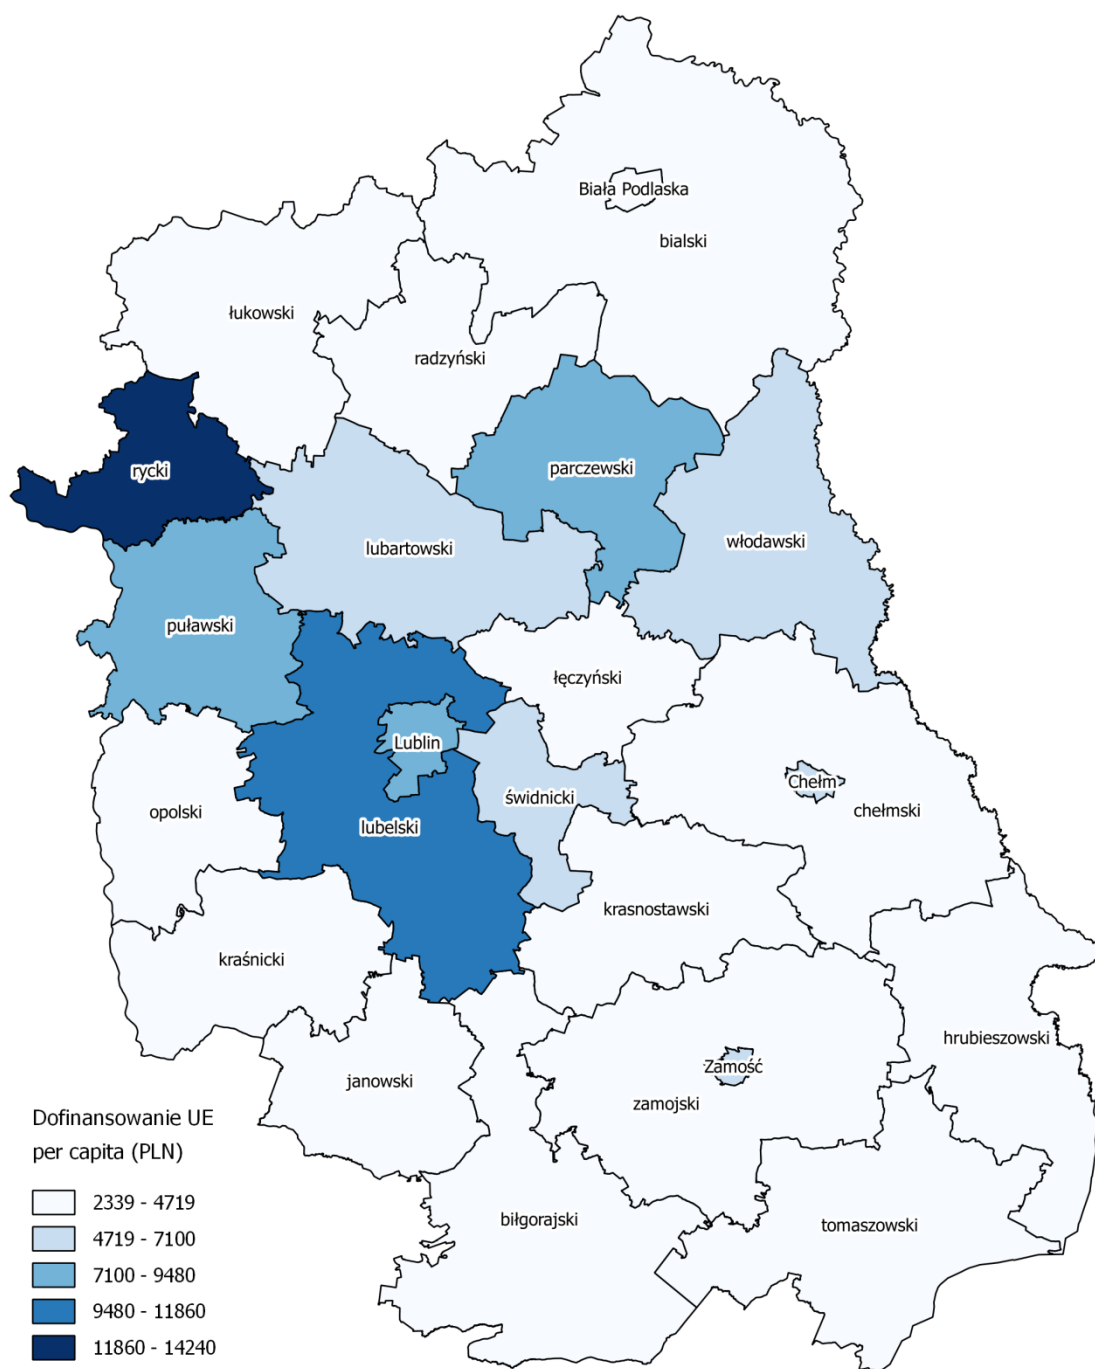 Biała Podlaska
bialski
łukowski
radzyński
rycki
parczewski
lubartowski
włodawski
puławski
łęczyński
Lublin
Chełm
opolski
świdnicki
chełmski
lubelski
krasnostawski
kraśnicki
hrubieszowski
Zamość
janowski
zamojski
biłgorajski
tomaszowski
Dofinansowanie UE
per capita (PLN)
2339 - 4719
4719 - 7100
7100 - 9480
9480 - 11860
11860 - 14240